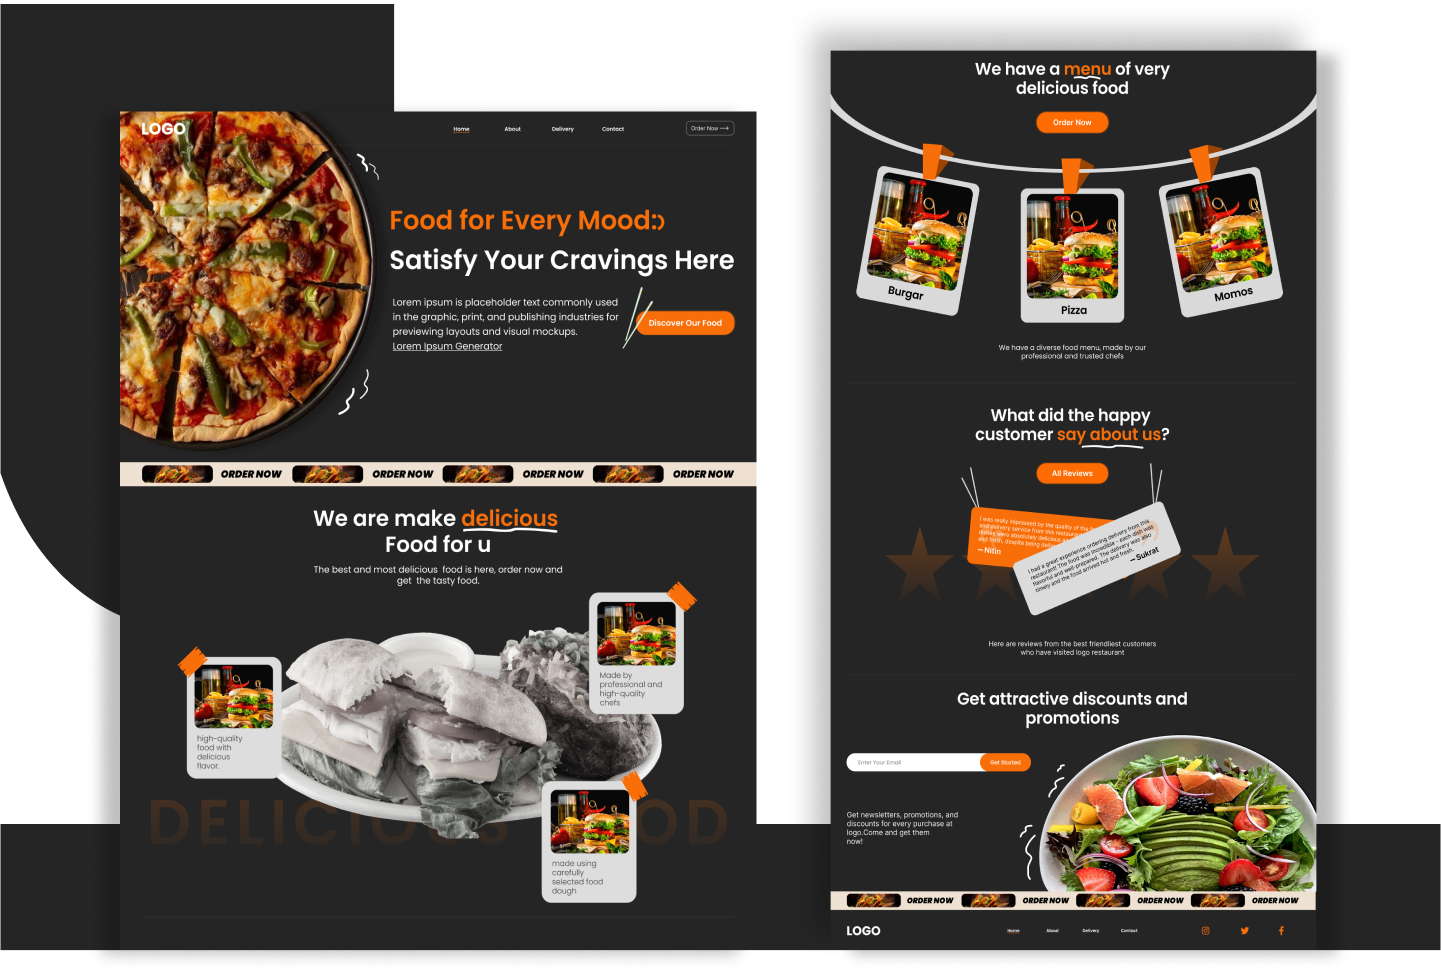 LOGO
Home
About
Delivery
Contact
Order Now
Food for Every Mood:)
Satisfy Your Cravings Here
Lorem ipsum is placeholder text commonly used
in the graphic, print, and publishing industries for
previewing layouts and visual mockups.
Lorem Ipsum Generator
Discover Our Food
ORDER NOW
ORDER NOW
ORDER NOW
ORDER NOW
We are make delicious
Food for u
The best and most delicious food is here, order now and
get the tasty food.
Made by
professional and
high-quality
chefs
high-quality
food with
delicious
flavor.
DELICIOUS OD
made using
carefully
selected food
dough
We have a menu of very
delicious food
Order Now
Burgar
Pizza
Momos
We have a diverse food menu, made by our
professional and trusted chefs
What did the happy
customer say about us?
All Reviews
I was really impressed by the quality of the
and delivery service from this restaurant
dishes were absolutely delicious
and fresh, despite being
— Nitin
I had a great experience ordering delivery from this
restaurant! The food was incredible - each dish was
flavorful and well-prepared. The delivery was also
timely and the food arrived hot and fresh.
— Sukrat
Here are reviews from the best friendliest customers
who have visited logo restaurant
Get attractive discounts and
promotions
Enter Your Email
Get Started
Get newsletters, promotions, and
discounts for every purchase at
logo.Come and get them
now!
ORDER NOW
ORDER NOW
ORDER NOW
ORDER NOW
LOGO
Home
About
Delivery
Contact